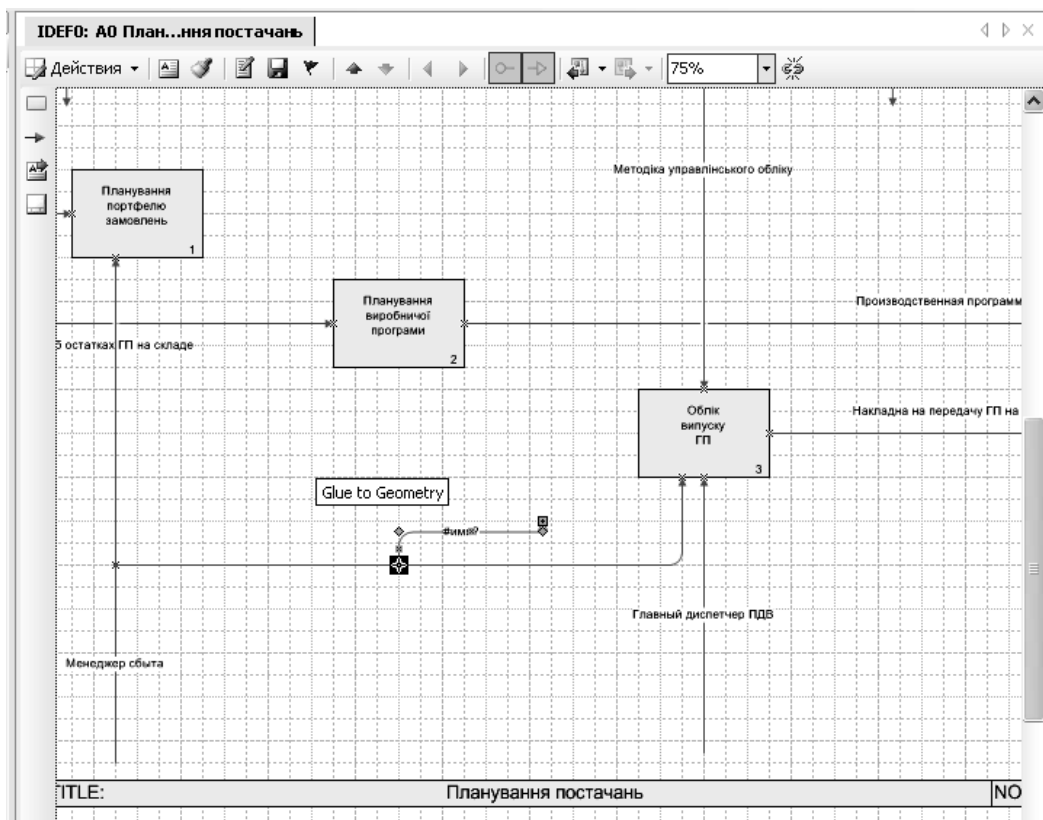 IDEF0: A0 План...ння постачань
Действия
75%
Методіка управлінського обліку
Планування
портфелю
замовлень
1
Планування
виробничої
програми
2
Производственная программ
остатках ГП на складе
Облік
випуску
ГП
3
Накладна на передачу ГП на
Glue to Geometry
#имя?
Главный диспетчер ПДВ
Менеджер сбыта
TITLE:
Планування постачань
NO